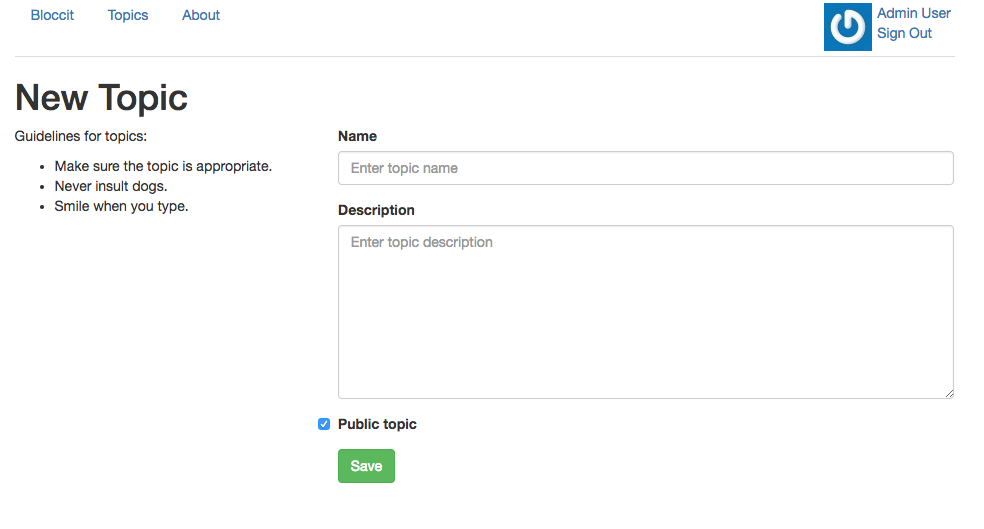 Bloccit Topics About Admin User
Sign Out
New Topic
Guidelines for topics:
Make sure the topic is appropriate.
Never insult dogs.
Smile when you type.
Name
Enter topic name
Description
Enter topic description
Public topic
Save